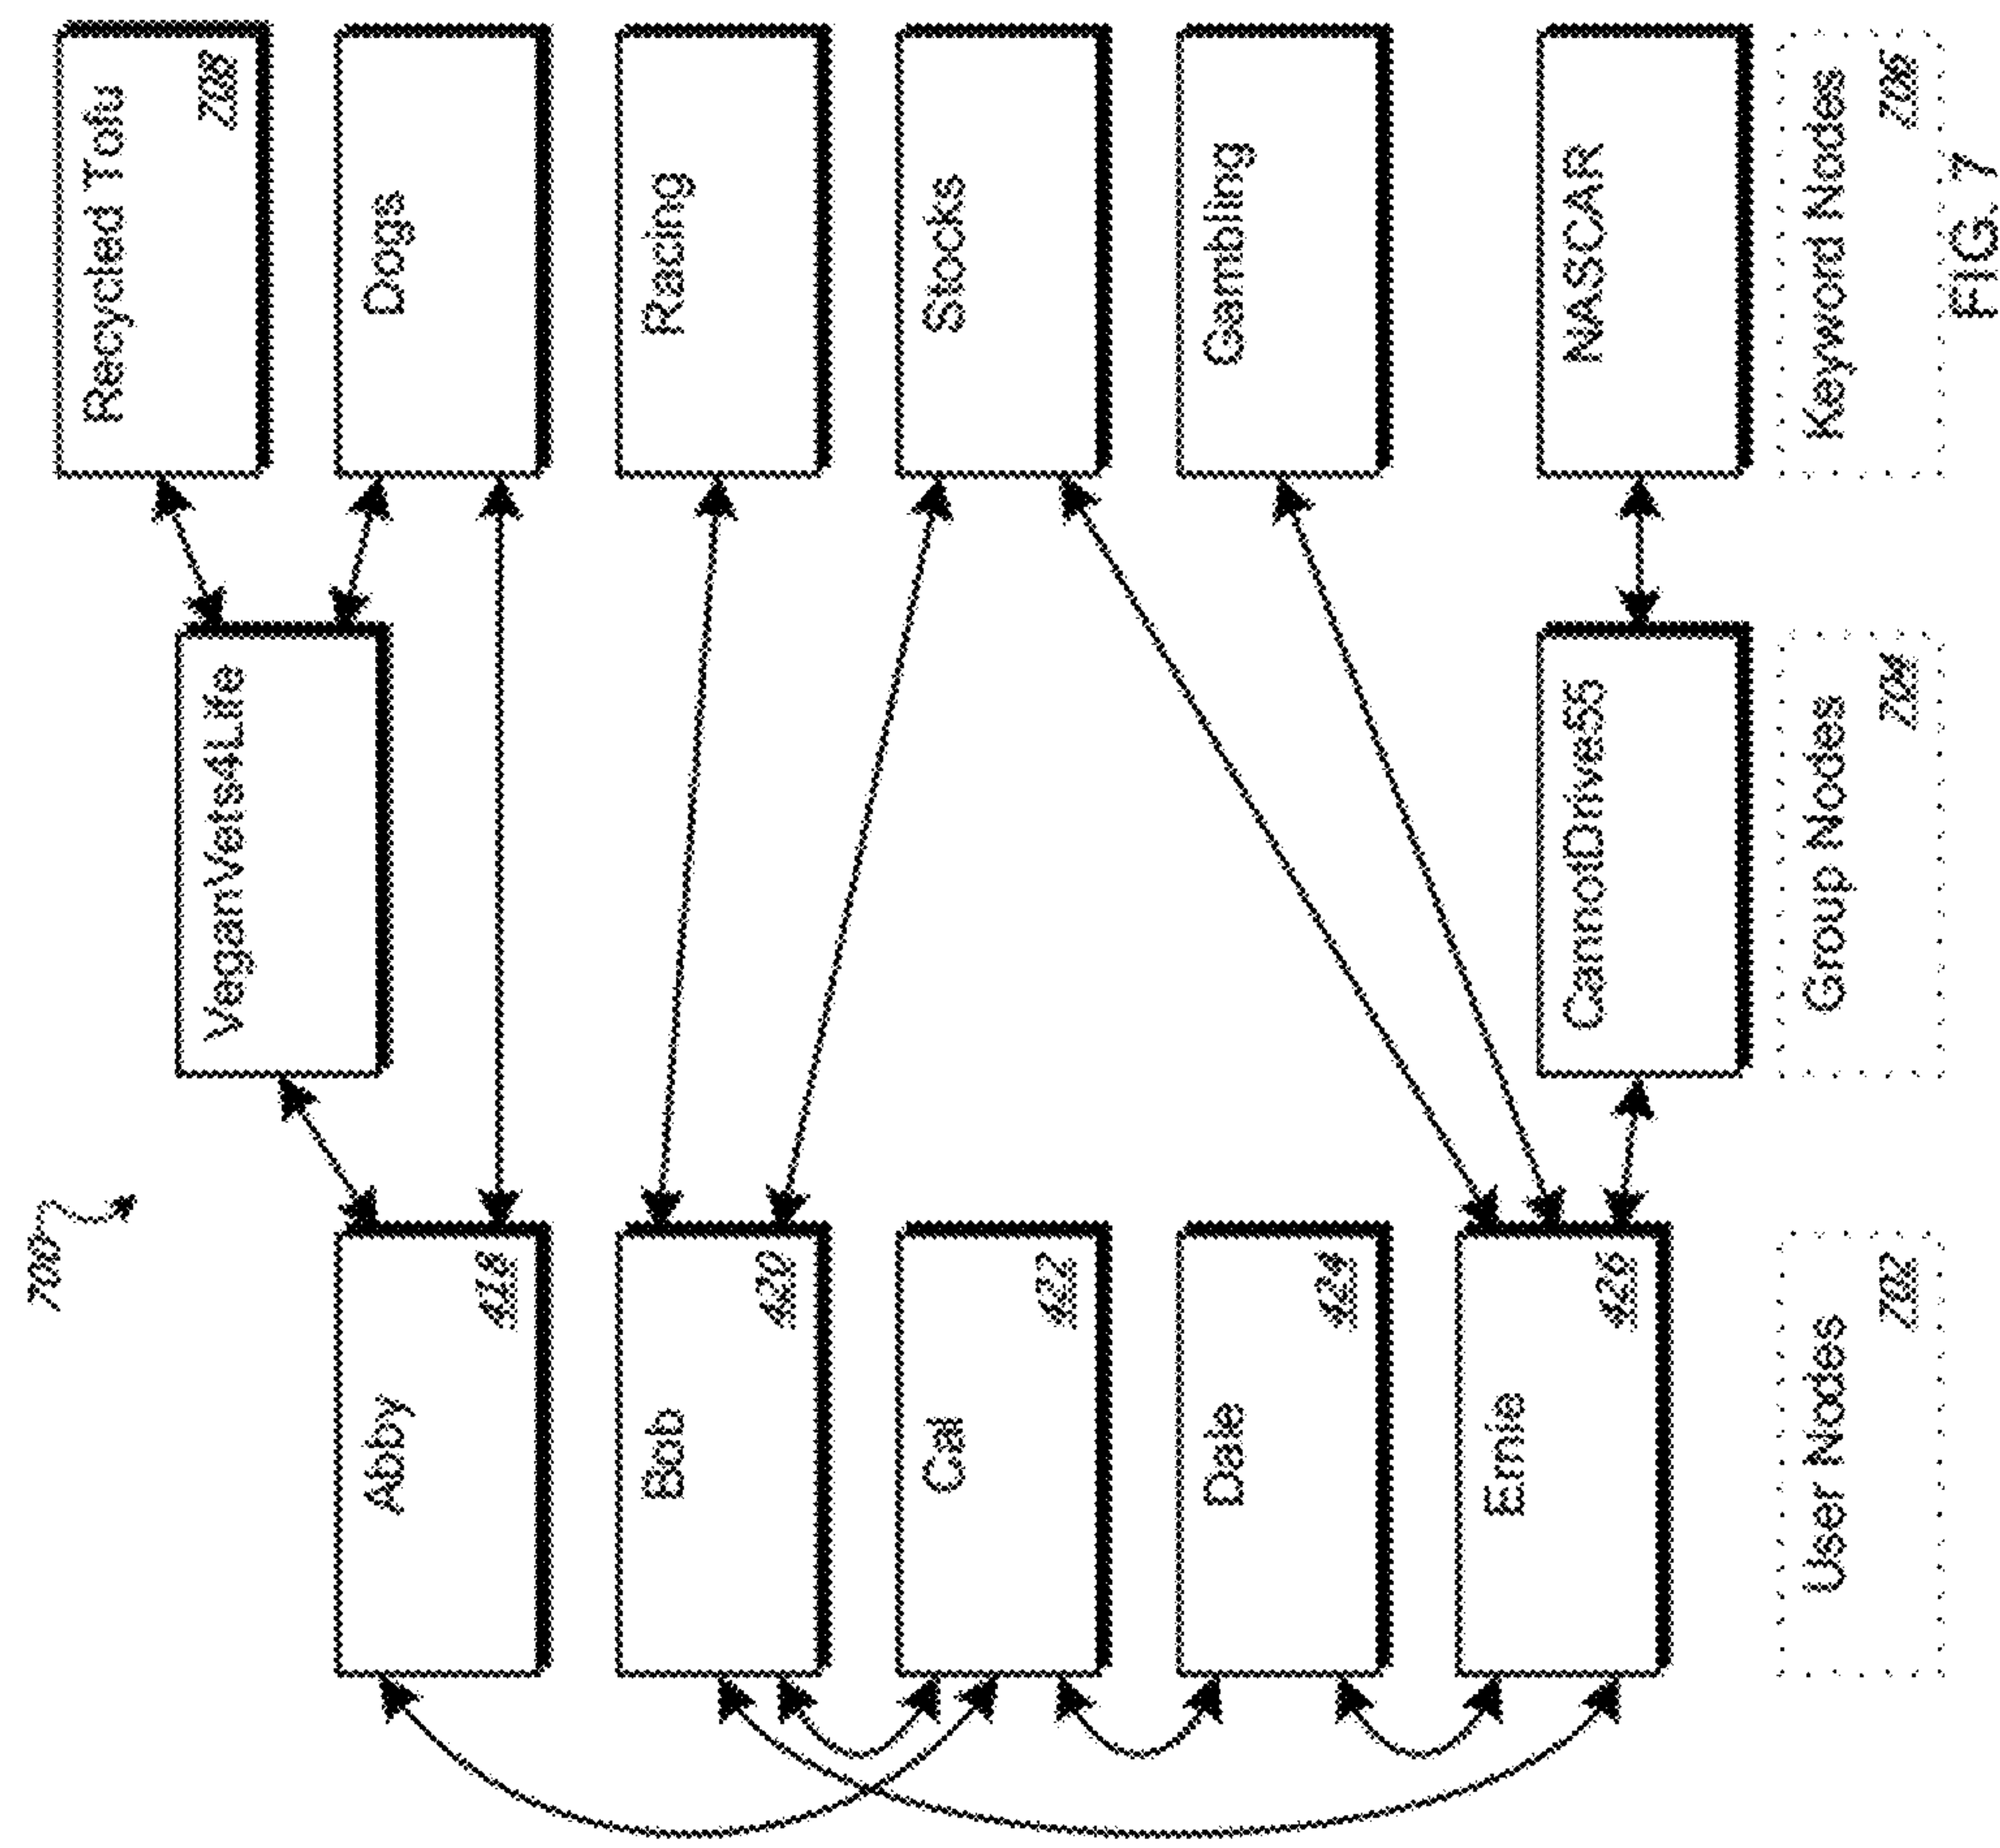 700
Abby
418
Bob
420
Cal
422
Dale
424
Ernie
426
User Nodes
702
VeganVets4Life
CannotDrive55
Group Nodes
704
Recycled Tofu
708
Dogs
Racing
Stocks
Gambling
NASCAR
Keyword Nodes
706
FIG. 7